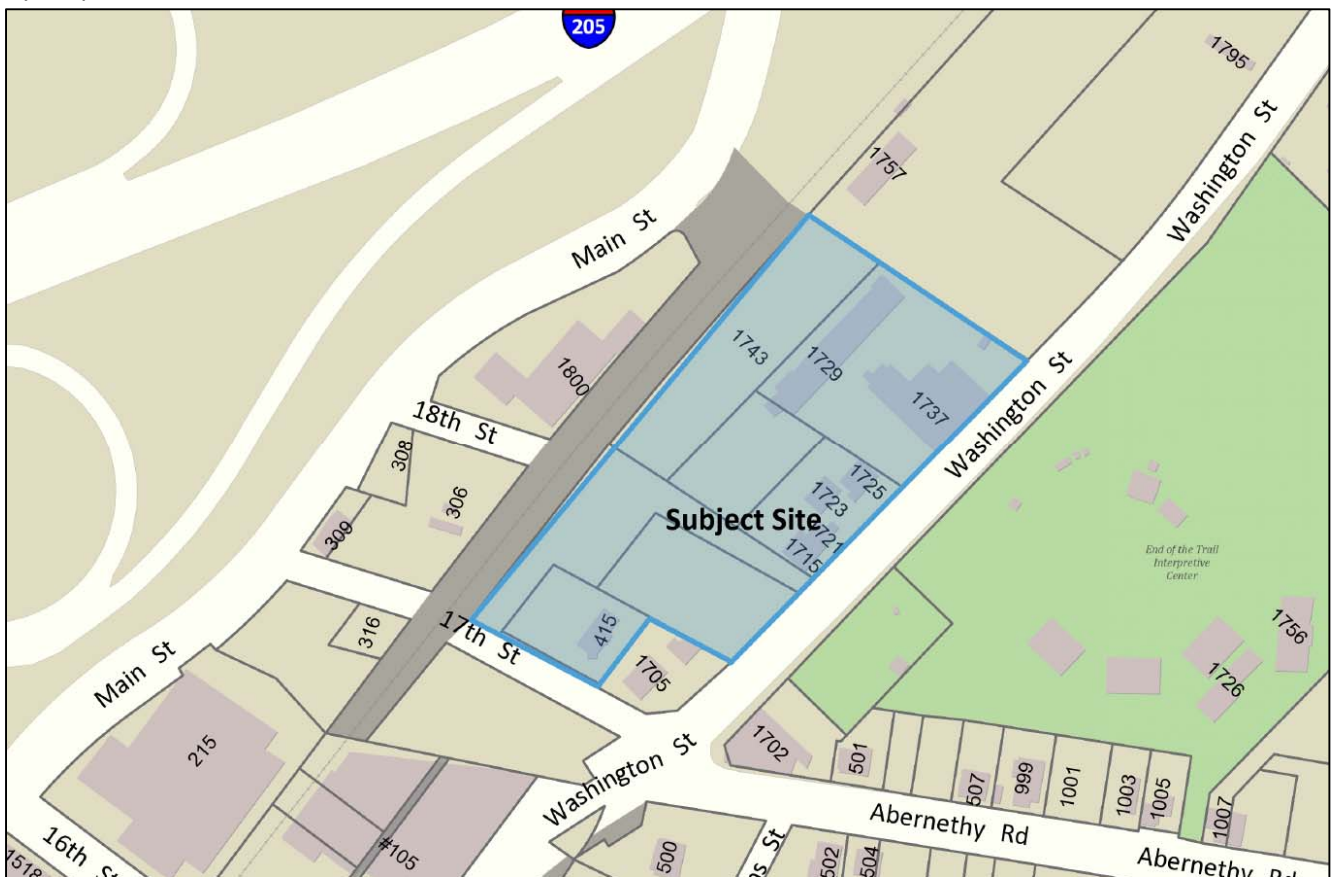 205
1795
Washington St
1757
Main St
1743
1729
1737
Washington St
1800
18th St
308
306
309
1725
1723
Subject Site
1721
1715
End of the Trail
Interpretive
Center
17th St
415
316
1705
1756
1726
Main St
215
1702
501
507
999
1001
1003
1005
1007
Washington St
Abernethy Rd
Abernethy
16th
1518
#105
500
502
504
St